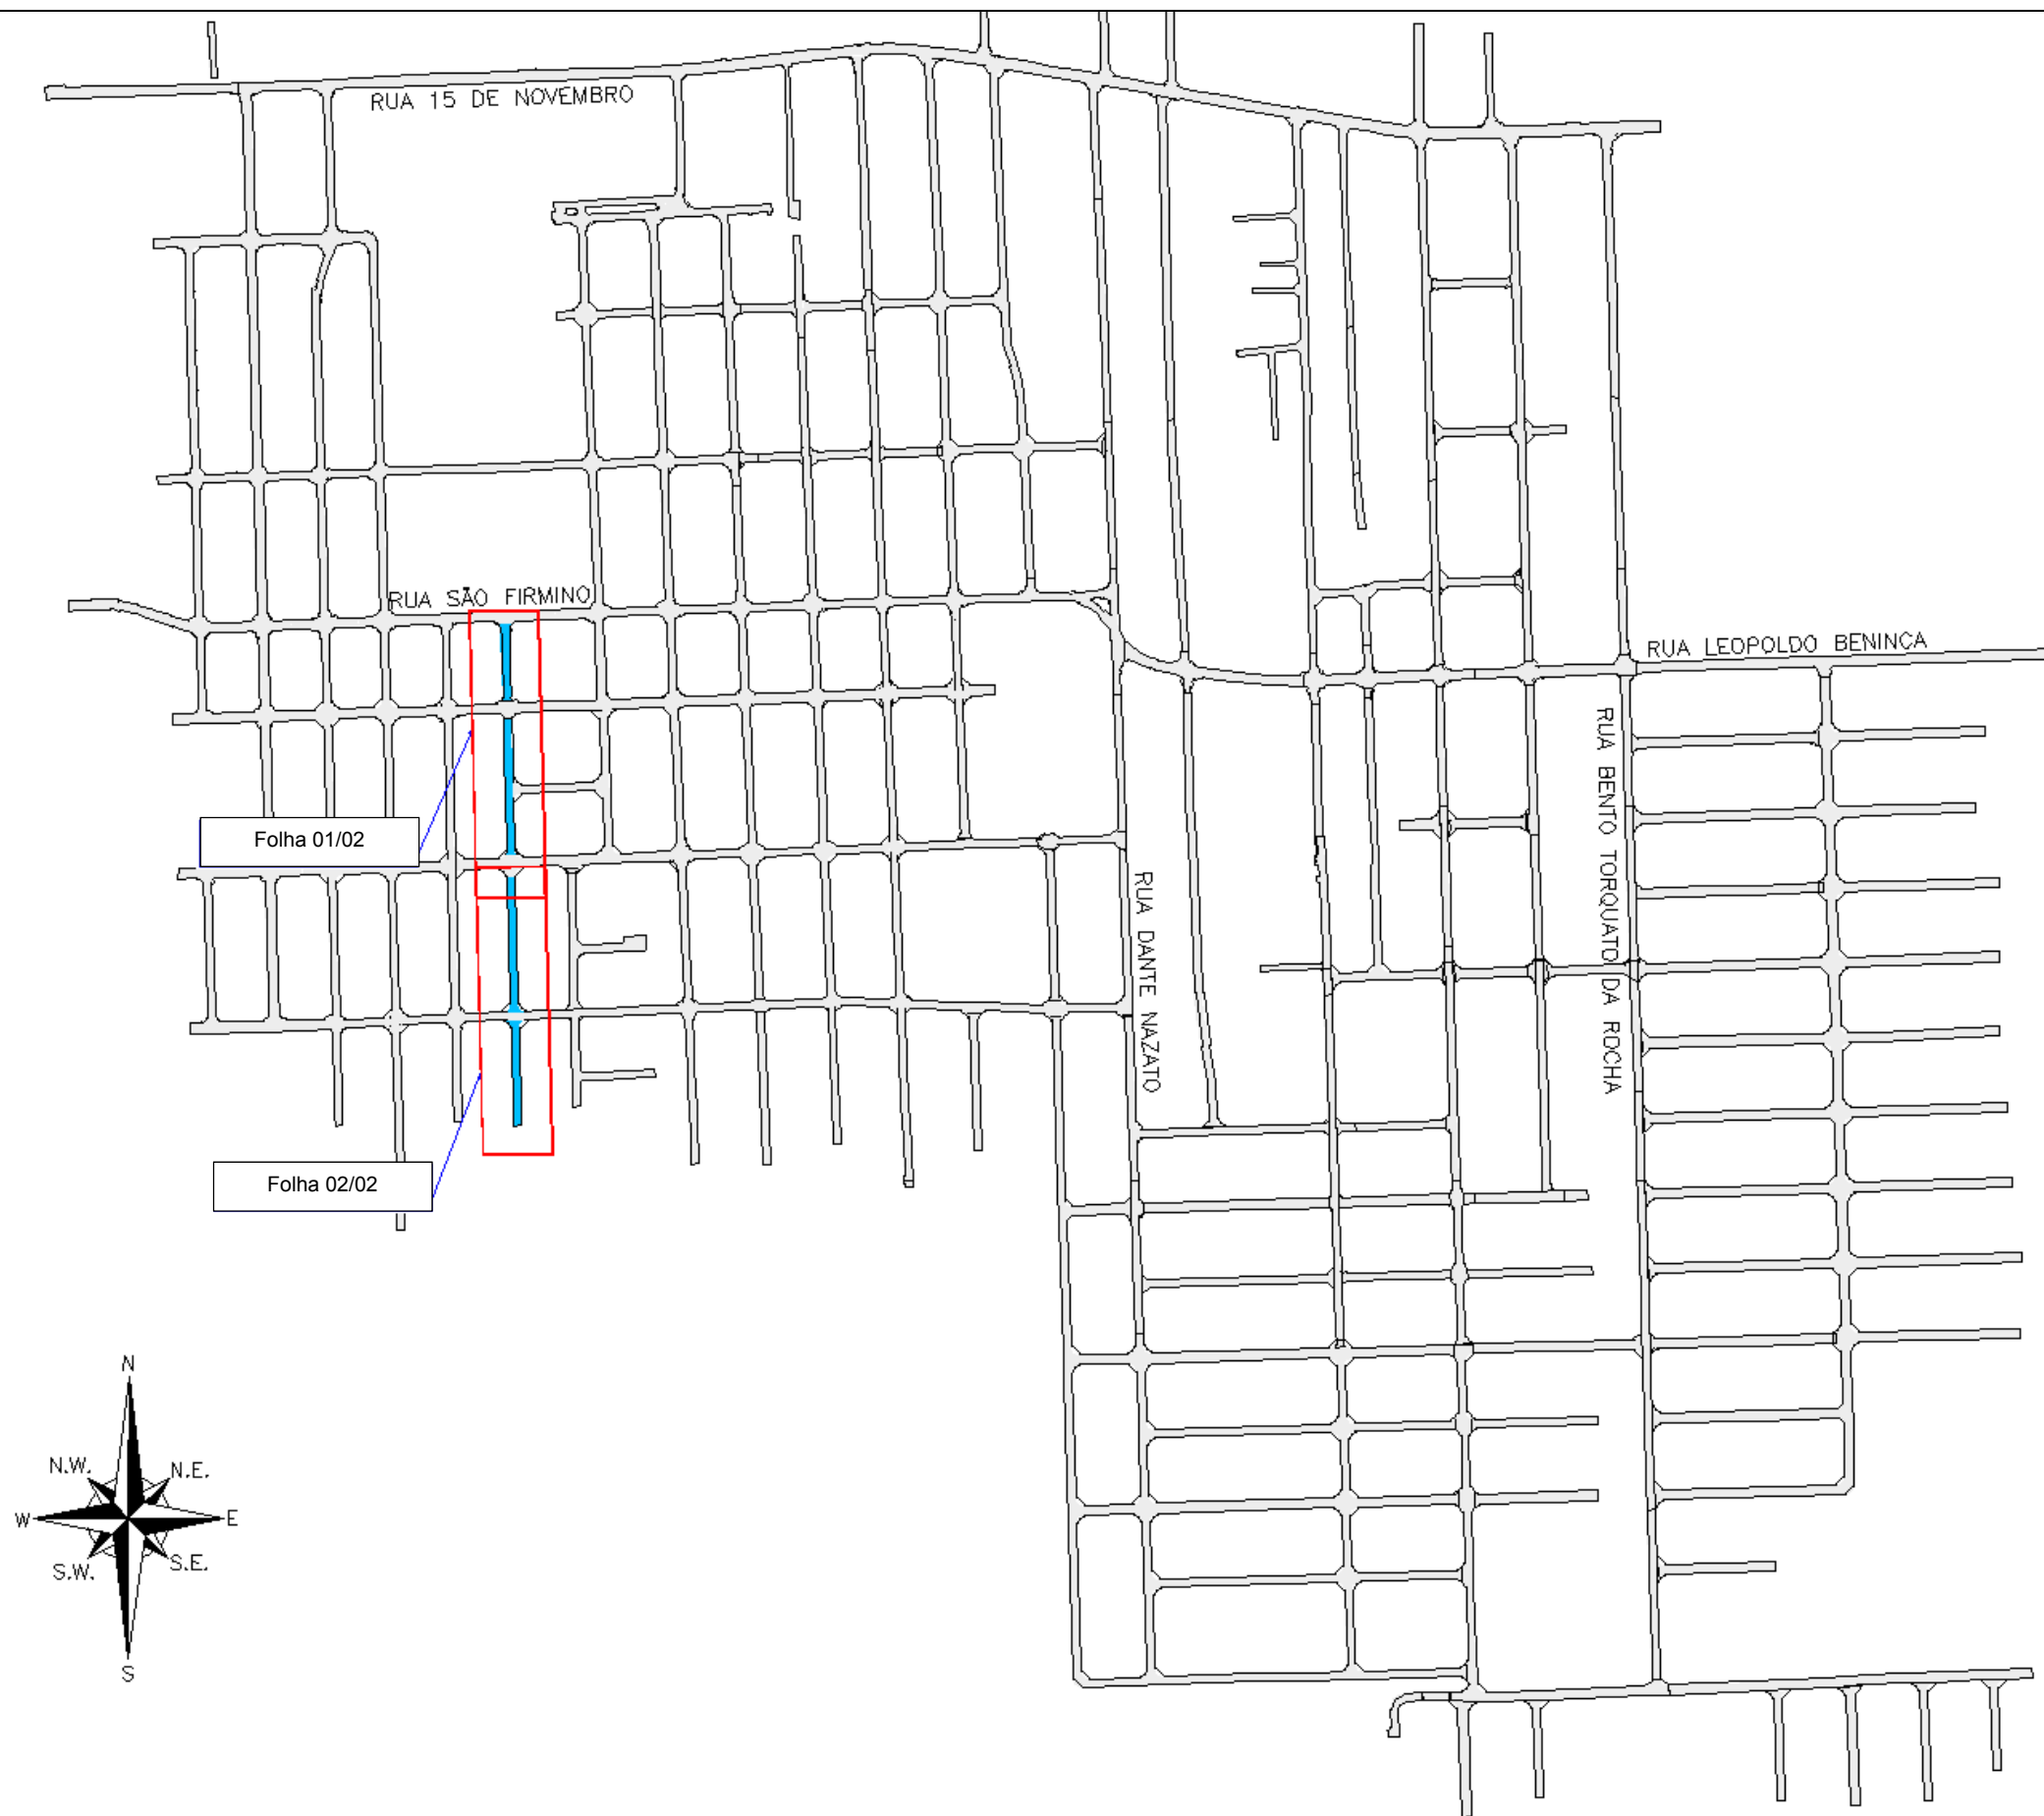 RUA 15 DE NOVEMBRO
RUA SÃO FIRMINO
RUA LEOPOLDO BENINCA
RUA BENTO TORQUATO DA ROCHA
Folha 01/02
RUA DANTE NAZATO
Folha 02/02
N
N.W.
N.E.
W
E
S.W.
S.E.
S